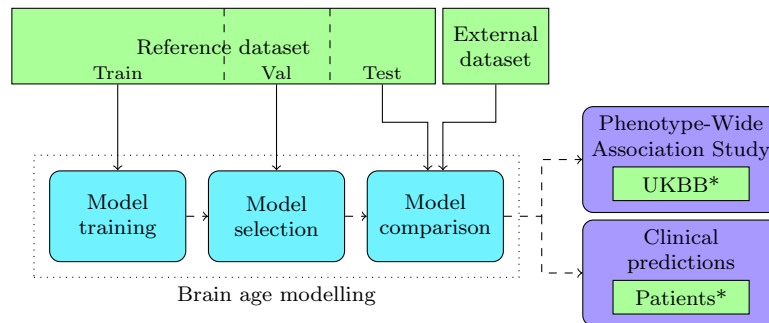 Reference dataset
Train
Val
Test
External
dataset
Phenotype-Wide
Association Study
UKBB*
Model
training
Model
selection
Model
comparison
Clinical
predictions
Patients*
Brain age modelling